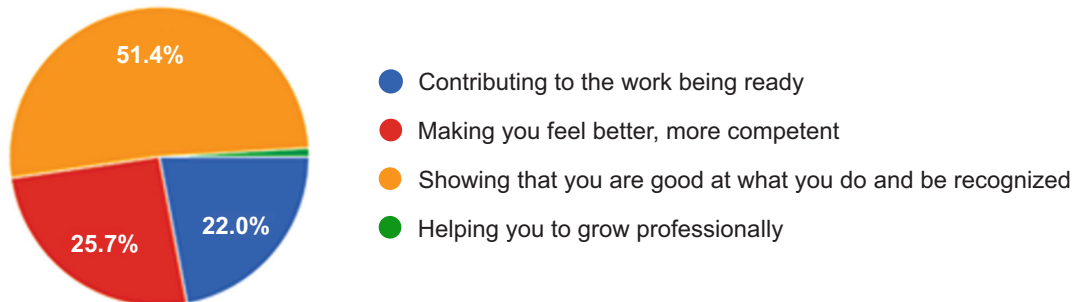 51.4%
25.7%
22.0%
Contributing to the work being ready
Making you feel better, more competent
Showing that you are good at what you do and be recognized
Helping you to grow professionally